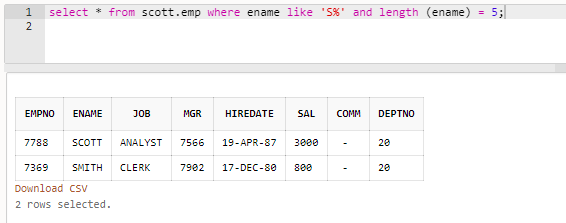 1 select * from scott.emp where ename like 'S%' and length (ename) = 5;
2
EMPNO ENAME JOB MGR HIREDATE SAL COMM DEPTNO
7788 SCOTT ANALYST 7566 19-APR-87 3000 - 20
7369 SMITH CLERK 7902 17-DEC-80 800 - 20
Download CSV
2 rows selected.